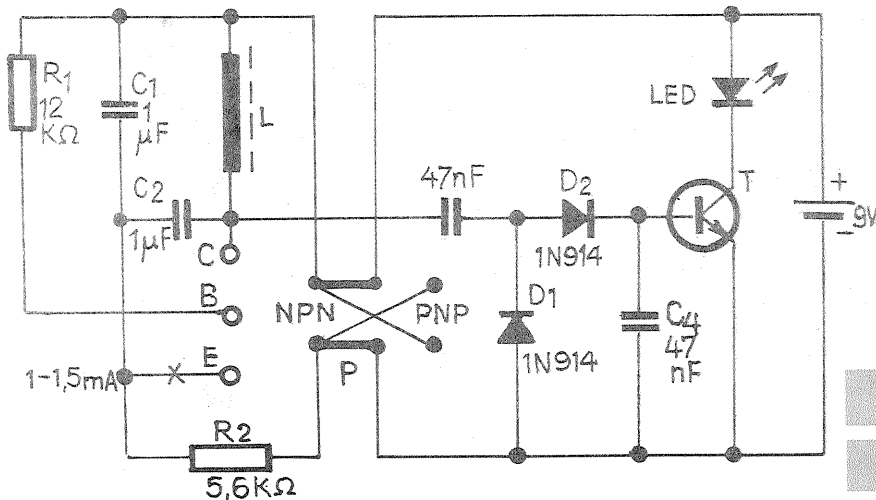 R1
12
KΩ
C1
1
μF
L
C2
1μF
C
B
E
1-1,5mA
R2
5,6KΩ
NPN
PNP
P
47nF
D2
1N914
D1
1N914
C4
47
nF
LED
T
+
9V
-